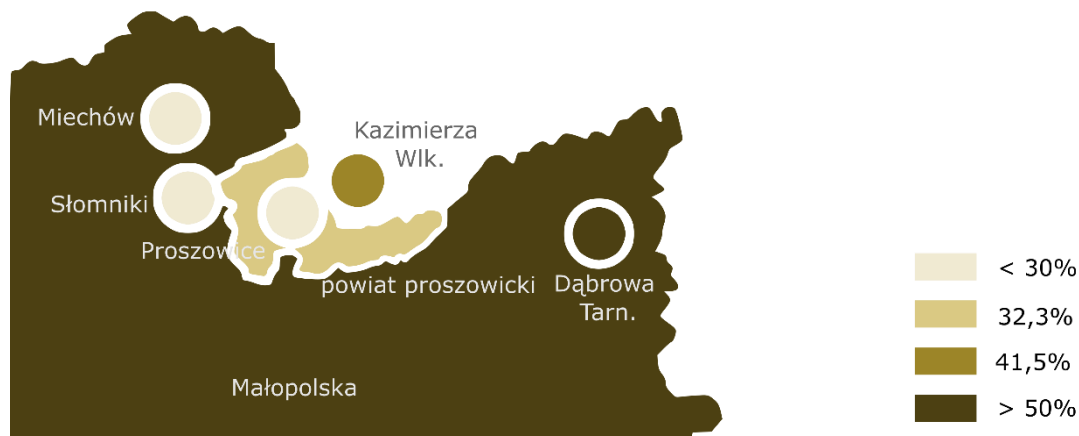 Miechów
Kazimierza
Wlk.
Słomniki
Proszowice
powiat proszowicki
Dąbrowa
Tarn.
Małopolska
< 30%
32,3%
41,5%
> 50%